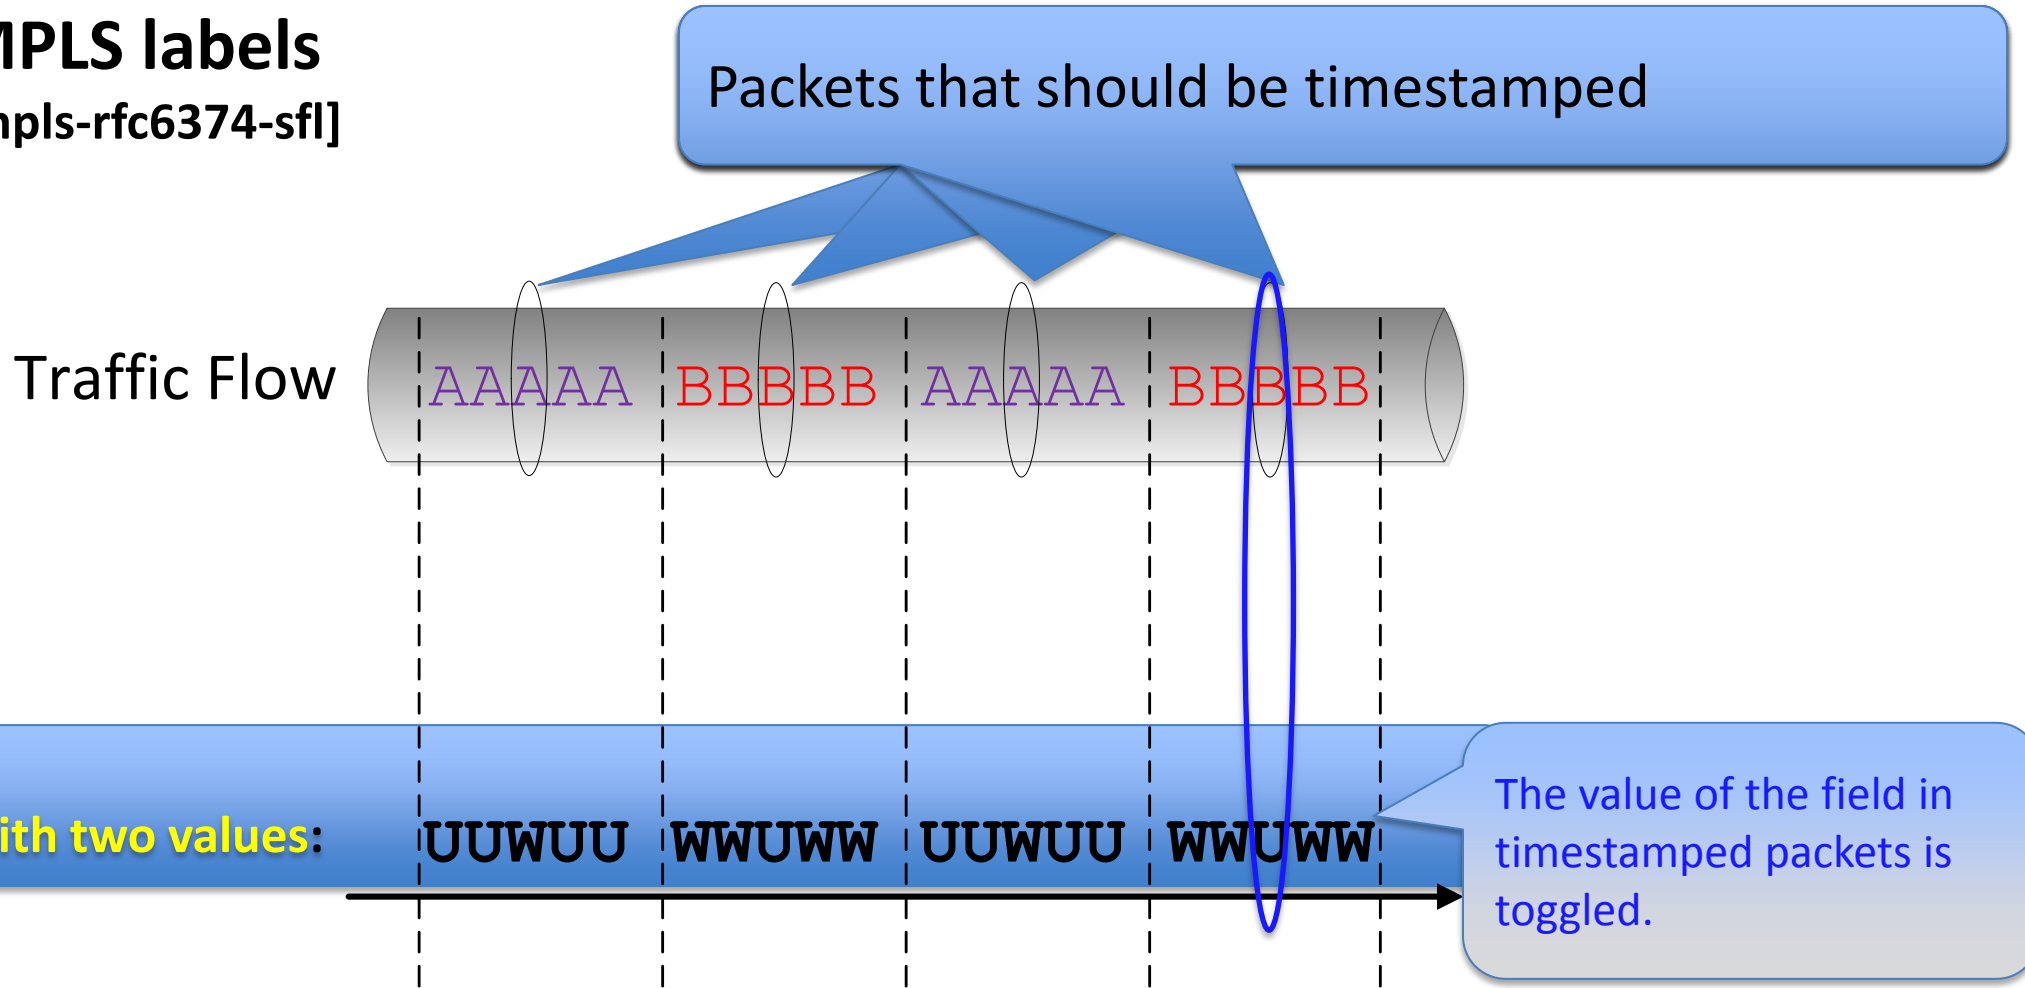 MPLS labels
mpls-rfc6374-sfl]
Packets that should be timestamped
Traffic Flow AAAAA BBBBB AAAAA BBBBB
with two values: UUWUU WWUWW UUWUU WWUWW
The value of the field in
timestamped packets is
toggled.